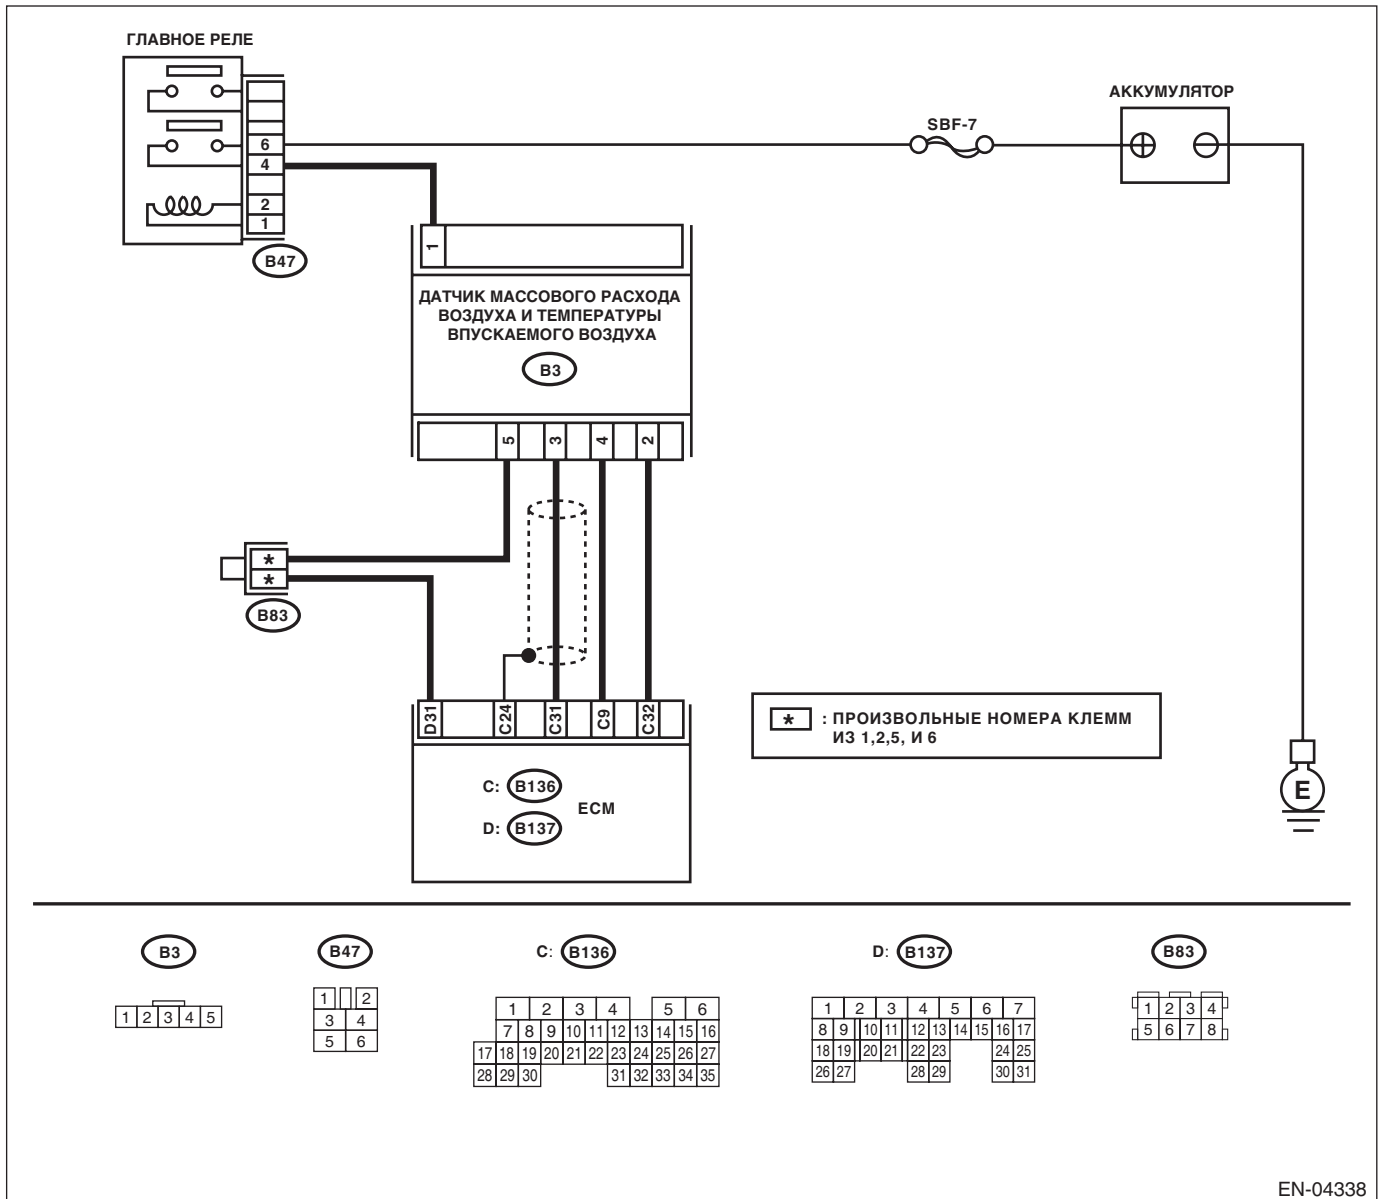 ГЛАВНОЕ РЕЛЕ
АККУМУЛЯТОР
SBF-7
6
4
2
1
B47
1
ДАТЧИК МАССОВОГО РАСХОДА
ВОЗДУХА И ТЕМПЕРАТУРЫ
ВПУСКАЕМОГО ВОЗДУХА
B3
5 3 4 2
*
*
B83
D31 C24 C31 C9 C32
* : ПРОИЗВОЛЬНЫЕ НОМЕРА КЛЕММ
ИЗ 1,2,5, И 6
C: B136
ECM
D: B137
E
B3 B47 C: B136 D: B137 B83
1 2 3 4 5
1 2
3 4
5 6
1 2 3 4 5 6
7 8 9 10 11 12 13 14 15 16
17 18 19 20 21 22 23 24 25 26 27
28 29 30 31 32 33 34 35
1 2 3 4 5 6 7
8 9 10 11 12 13 14 15 16 17
18 19 20 21 22 23 24 25
26 27 28 29 30 31
1 2 3 4
5 6 7 8
EN-04338